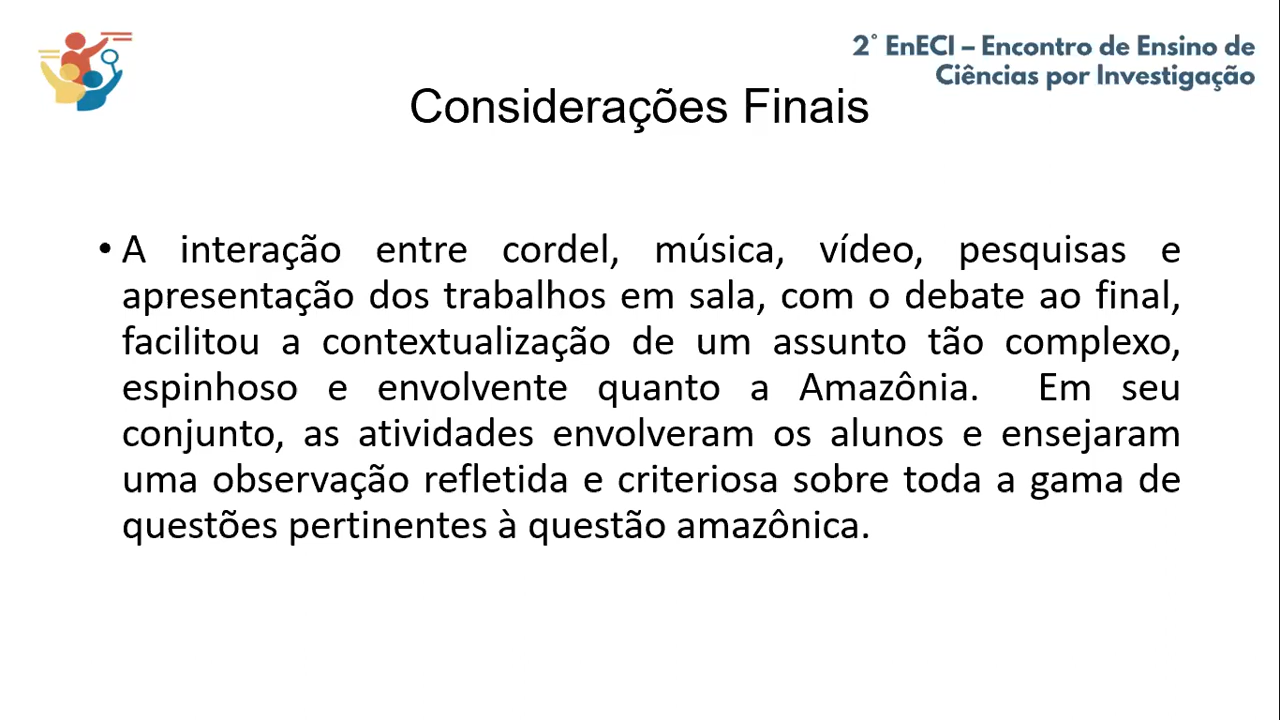 2° EnECI – Encontro de Ensino de
Ciências por Investigação
Considerações Finais
• A interação entre cordel, música, vídeo, pesquisas e
apresentação dos trabalhos em sala, com o debate ao final,
facilitou a contextualização de um assunto tão complexo,
espinhoso e envolvente quanto a Amazônia. Em seu
conjunto, as atividades envolveram os alunos e ensejaram
uma observação refletida e criteriosa sobre toda a gama de
questões pertinentes à questão amazônica.